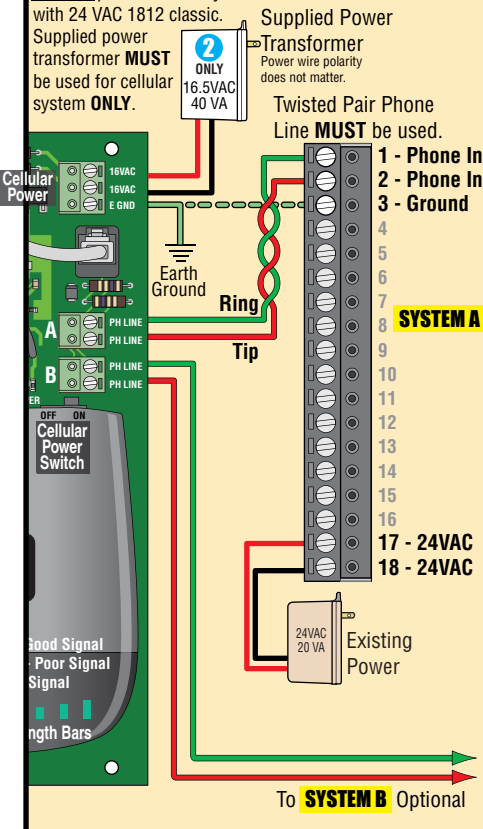 with 24 VAC 1812 classic.
Supplied power
transformer MUST
be used for cellular
system ONLY.
2
ONLY
16.5VAC
40 VA
Supplied Power
Transformer
Power wire polarity
does not matter.
Twisted Pair Phone
Line MUST be used.
Cellular
Power
16VAC
16VAC
E GND
Earth
Ground
Ring
Tip
A
PH LINE
PH LINE
B
PH LINE
PH LINE
ER
OFF ON
Cellular
Power
Switch
Good Signal
- Poor Signal
Signal
ngth Bars
1 - Phone In
2 - Phone In
3 - Ground
4
5
6
7
8
SYSTEM A
9
10
11
12
13
14
15
16
17 - 24VAC
18 - 24VAC
24VAC
20 VA
Existing
Power
To SYSTEM B Optional